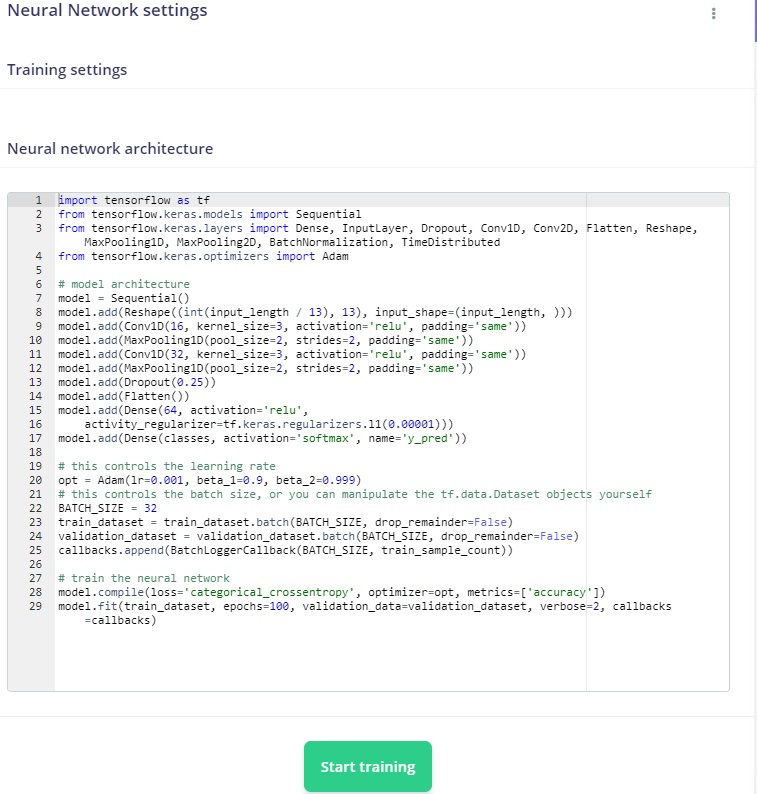 Neural Network settings
Training settings
Neural network architecture
1 import tensorflow as tf
2 from tensorflow.keras.models import Sequential
3 from tensorflow.keras.layers import Dense, InputLayer, Dropout, Conv1D, Conv2D, Flatten, Reshape,
MaxPooling1D, MaxPooling2D, BatchNormalization, TimeDistributed
4 from tensorflow.keras.optimizers import Adam
5
6 # model architecture
7 model = Sequential()
8 model.add(Reshape((int(input_length / 13), 13), input_shape=(input_length, )))
9 model.add(Conv1D(16, kernel_size=3, activation='relu', padding='same'))
10 model.add(MaxPooling1D(pool_size=2, strides=2, padding='same'))
11 model.add(Conv1D(32, kernel_size=3, activation='relu', padding='same'))
12 model.add(MaxPooling1D(pool_size=2, strides=2, padding='same'))
13 model.add(Dropout(0.25))
14 model.add(Flatten())
15 model.add(Dense(64, activation='relu',
16 activity_regularizer=tf.keras.regularizers.l1(0.00001)))
17 model.add(Dense(classes, activation='softmax', name='y_pred'))
18
19 # this controls the learning rate
20 opt = Adam(lr=0.001, beta_1=0.9, beta_2=0.999)
21 # this controls the batch size, or you can manipulate the tf.data.Dataset objects yourself
22 BATCH_SIZE = 32
23 train_dataset = train_dataset.batch(BATCH_SIZE, drop_remainder=False)
24 validation_dataset = validation_dataset.batch(BATCH_SIZE, drop_remainder=False)
25 callbacks.append(BatchLoggerCallback(BATCH_SIZE, train_sample_count))
26
27 # train the neural network
28 model.compile(loss='categorical_crossentropy', optimizer=opt, metrics=['accuracy'])
29 model.fit(train_dataset, epochs=100, validation_data=validation_dataset, verbose=2, callbacks
=callbacks)
Start training